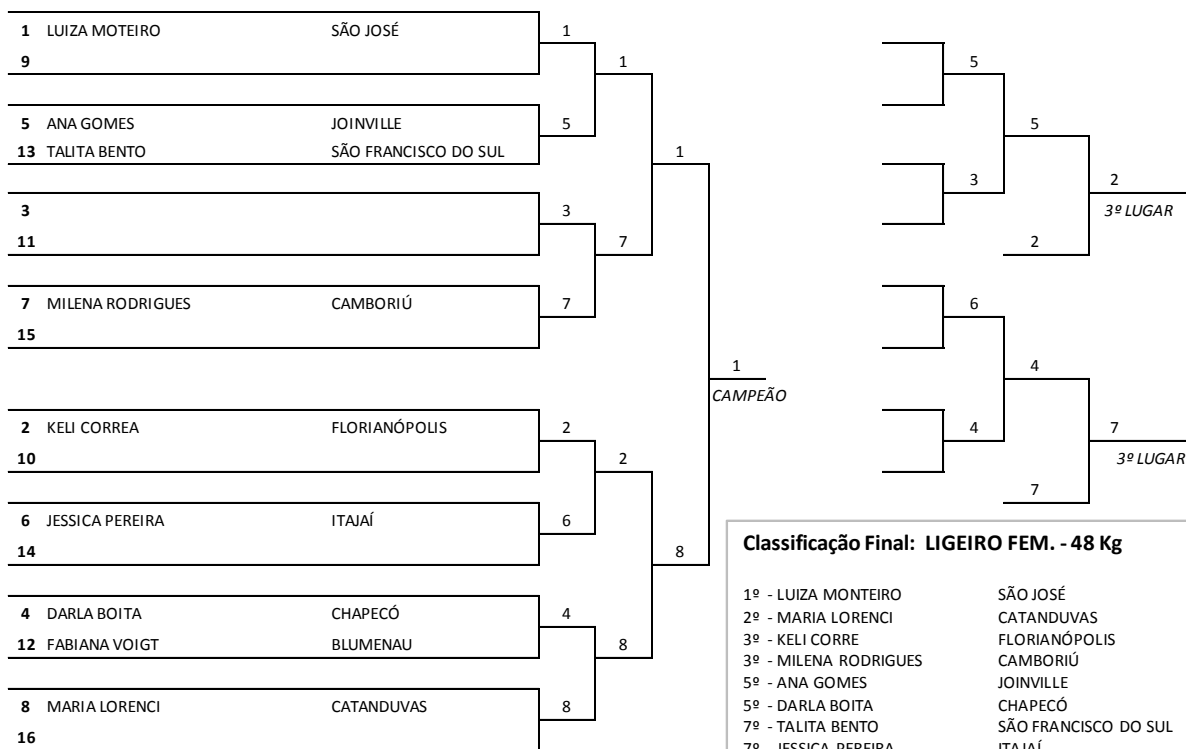 1 LUIZA MOTEIRO SÃO JOSÉ
9
1
1
5 ANA GOMES JOINVILLE
13 TALITA BENTO SÃO FRANCISCO DO SUL
5
1
3
11
3
7
7 MILENA RODRIGUES CAMBORIÚ
15
7
1
CAMPEÃO
2 KELI CORREA FLORIANÓPOLIS
10
2
2
6 JESSICA PEREIRA ITAJAÍ
14
6
8
4 DARLA BOITA CHAPECÓ
12 FABIANA VOIGT BLUMENAU
4
8
8 MARIA LORENCI CATANDUVAS
16
8
5
5
3
2
3º LUGAR
2
6
4
4
7
3º LUGAR
7
Classificação Final: LIGEIRO FEM. - 48 Kg
1º - LUIZA MONTEIRO SÃO JOSÉ
2º - MARIA LORENCI CATANDUVAS
3º - KELI CORRE FLORIANÓPOLIS
3º - MILENA RODRIGUES CAMBORIÚ
5º - ANA GOMES JOINVILLE
5º - DARLA BOITA CHAPECÓ
7º - TALITA BENTO SÃO FRANCISCO DO SUL
7º - JESSICA PEREIRA ITAJAÍ